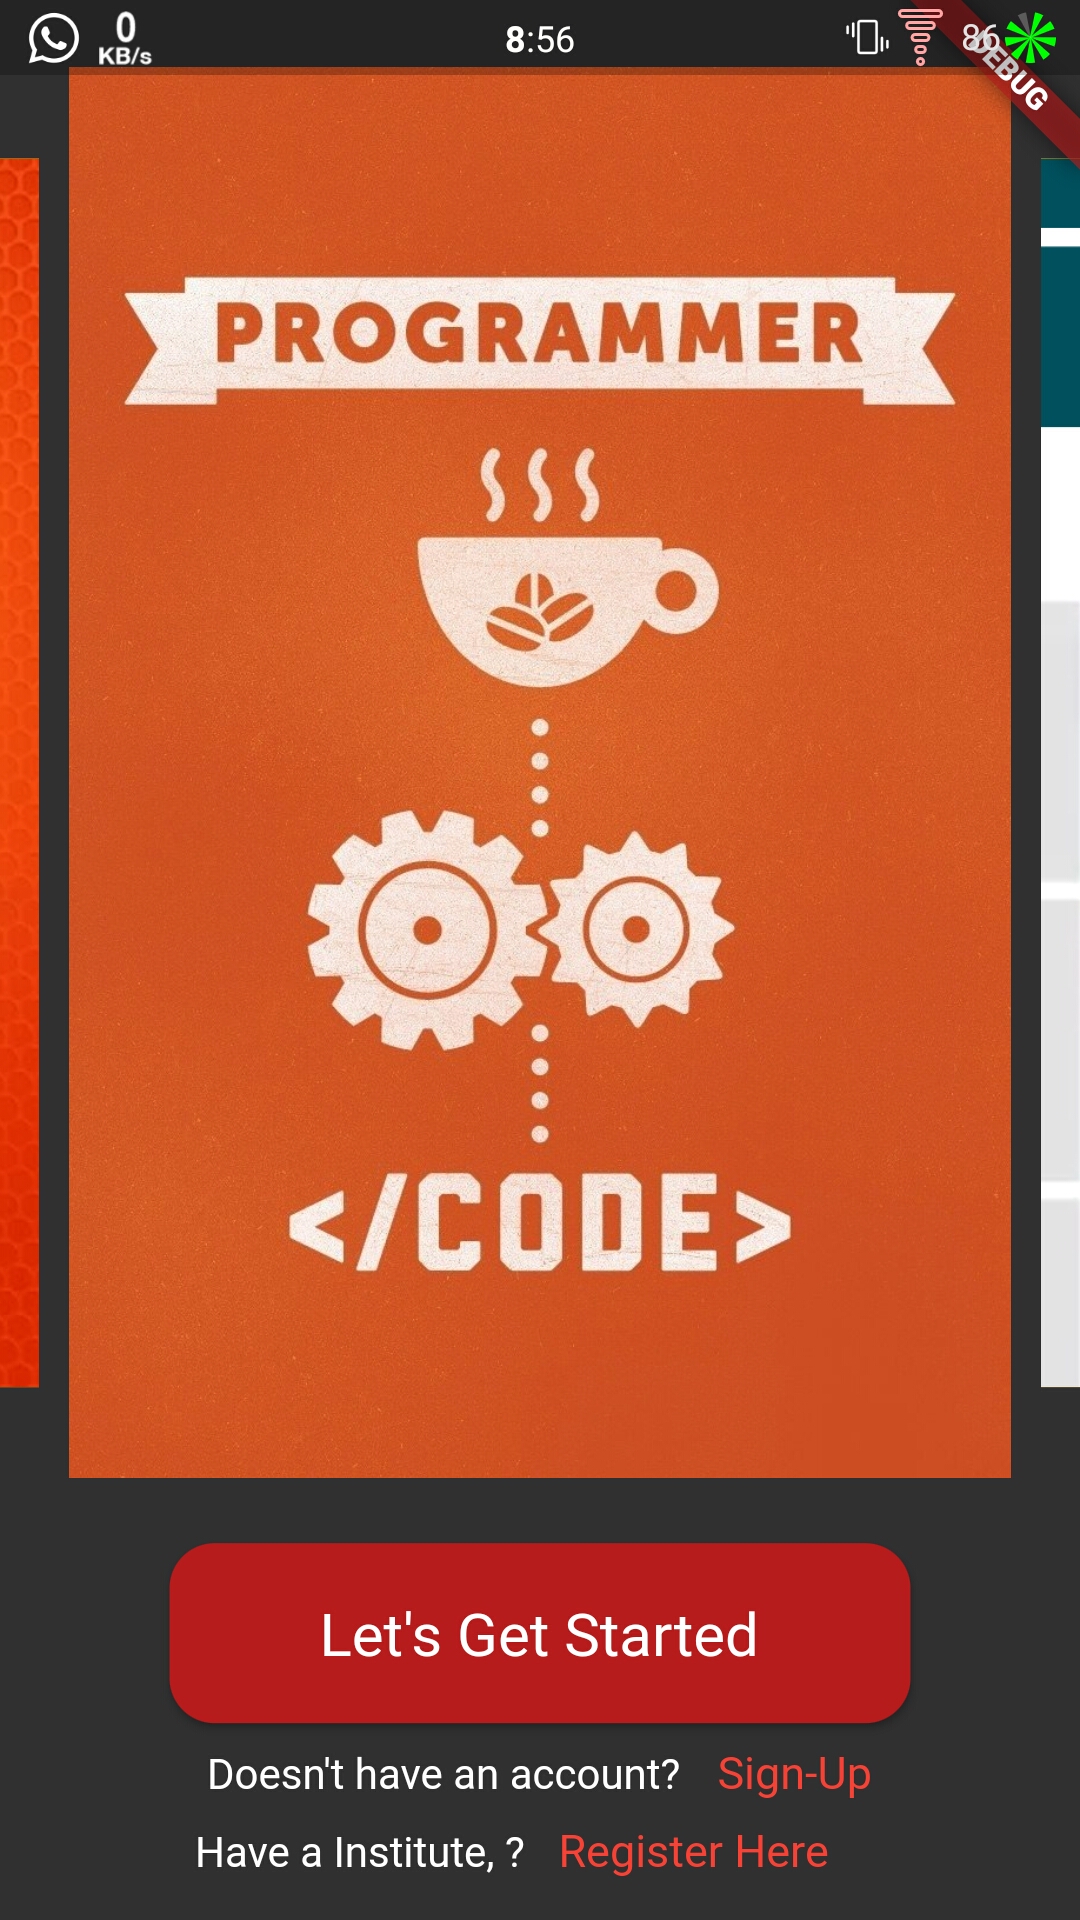 0
KB/s
8:56
86
DEBUG
PROGRAMMER
</CODE>
Let's Get Started
Doesn't have an account? Sign-Up
Have a Institute, ? Register Here